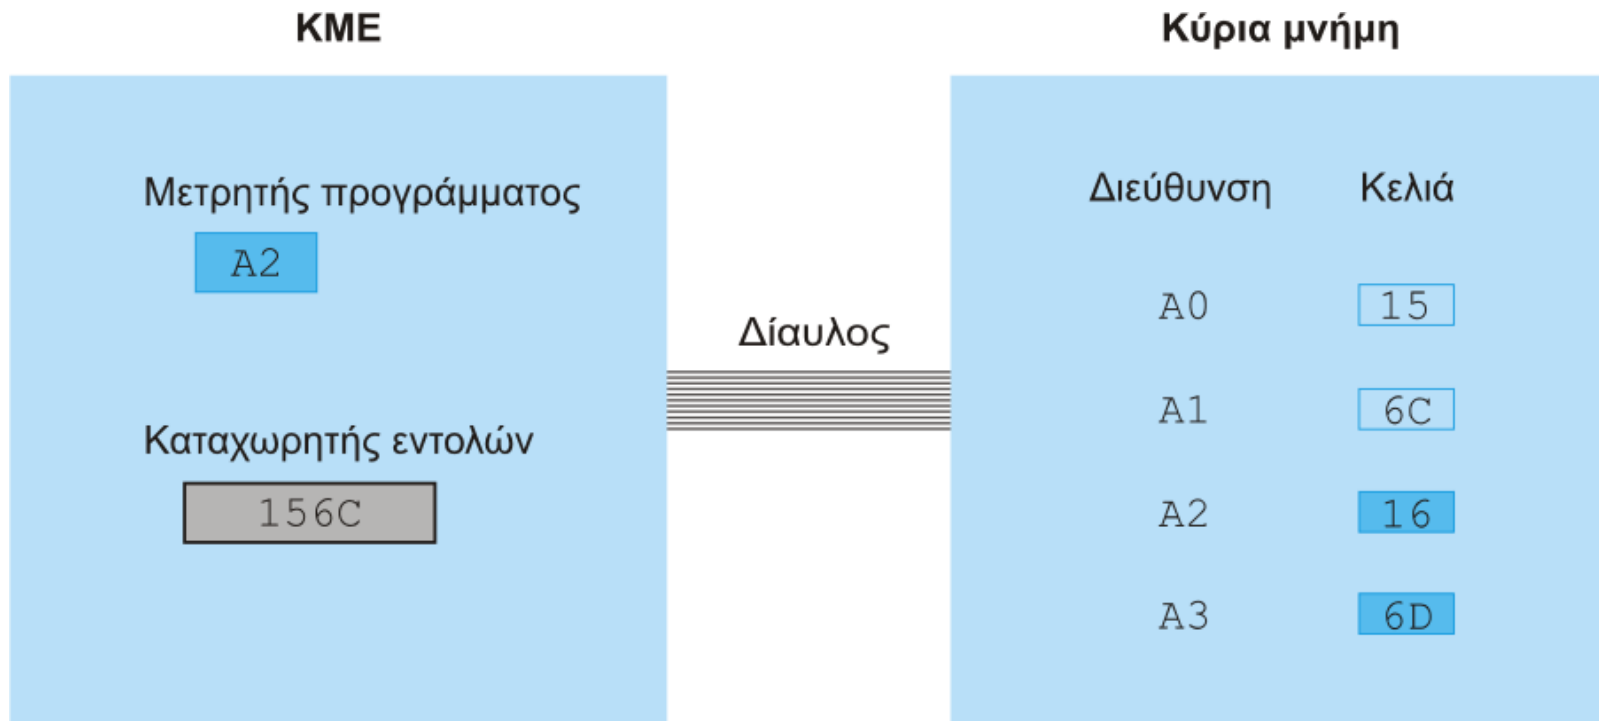 ΚΜΕ
Κύρια μνήμη
Μετρητής προγράμματος
A2
Καταχωρητής εντολών
156C
Δίαυλος
Διεύθυνση Κελιά
A0 15
A1 6C
A2 16
A3 6D